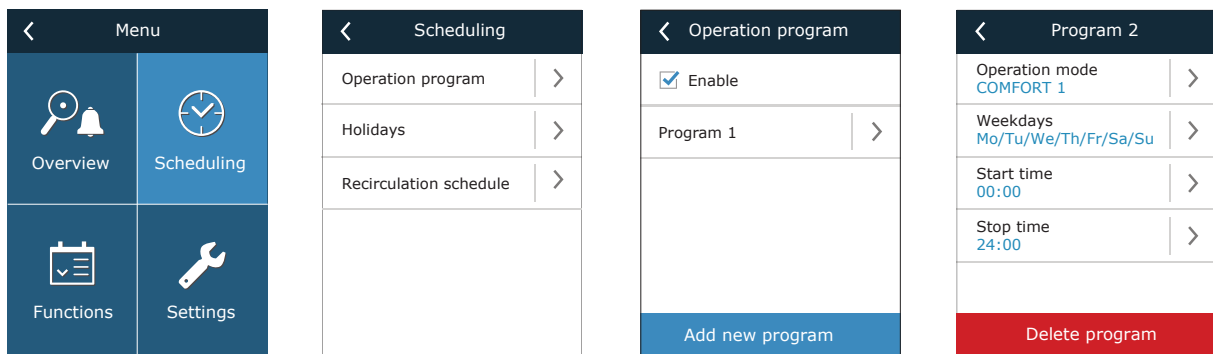 Menu
Overview
Scheduling
Functions
Settings
Scheduling
Operation program
Holidays
Recirculation schedule
Operation program
Enable
Program 1
Add new program
Program 2
Operation mode
COMFORT 1
Weekdays
Mo/Tu/We/Th/Fr/Sa/Su
Start time
00:00
Stop time
24:00
Delete program